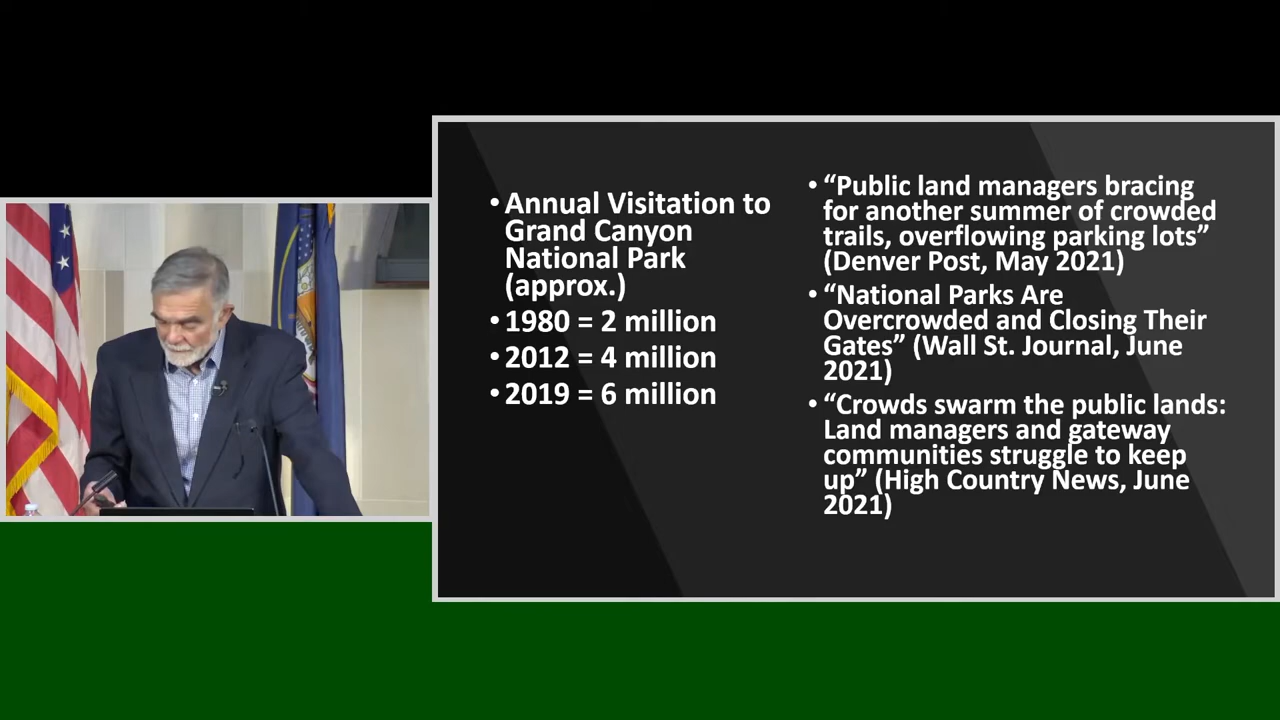 • Annual Visitation to
Grand Canyon
National Park
(approx.)
• 1980 = 2 million
• 2012 = 4 million
• 2019 = 6 million
• “Public land managers bracing
for another summer of crowded
trails, overflowing parking lots”
(Denver Post, May 2021)
• “National Parks Are
Overcrowded and Closing Their
Gates” (Wall St. Journal, June
2021)
• “Crowds swarm the public lands:
Land managers and gateway
communities struggle to keep
up” (High Country News, June
2021)